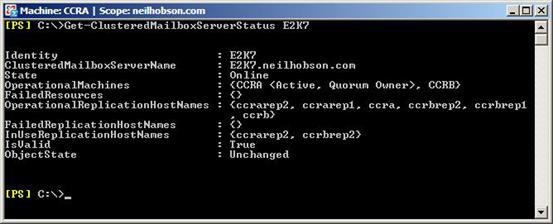 Machine: CCRA | Scope: neilhobson.com
[PS] C:\>Get-ClusteredMailboxServerStatus E2K7
Identity : E2K7
ClusteredMailboxServerName : E2K7.neilhobson.com
State : Online
OperationalMachines : {CCRA <Active, Quorum Owner>, CCRB}
FailedResources : {}
OperationalReplicationHostNames : {ccrarep2, ccrarep1, ccra, ccrbrep2, ccrbrep1
, ccrb}
FailedReplicationHostNames : {}
InUseReplicationHostNames : {ccrarep2, ccrbrep2}
IsValid : True
ObjectState : Unchanged
[PS] C:\>_